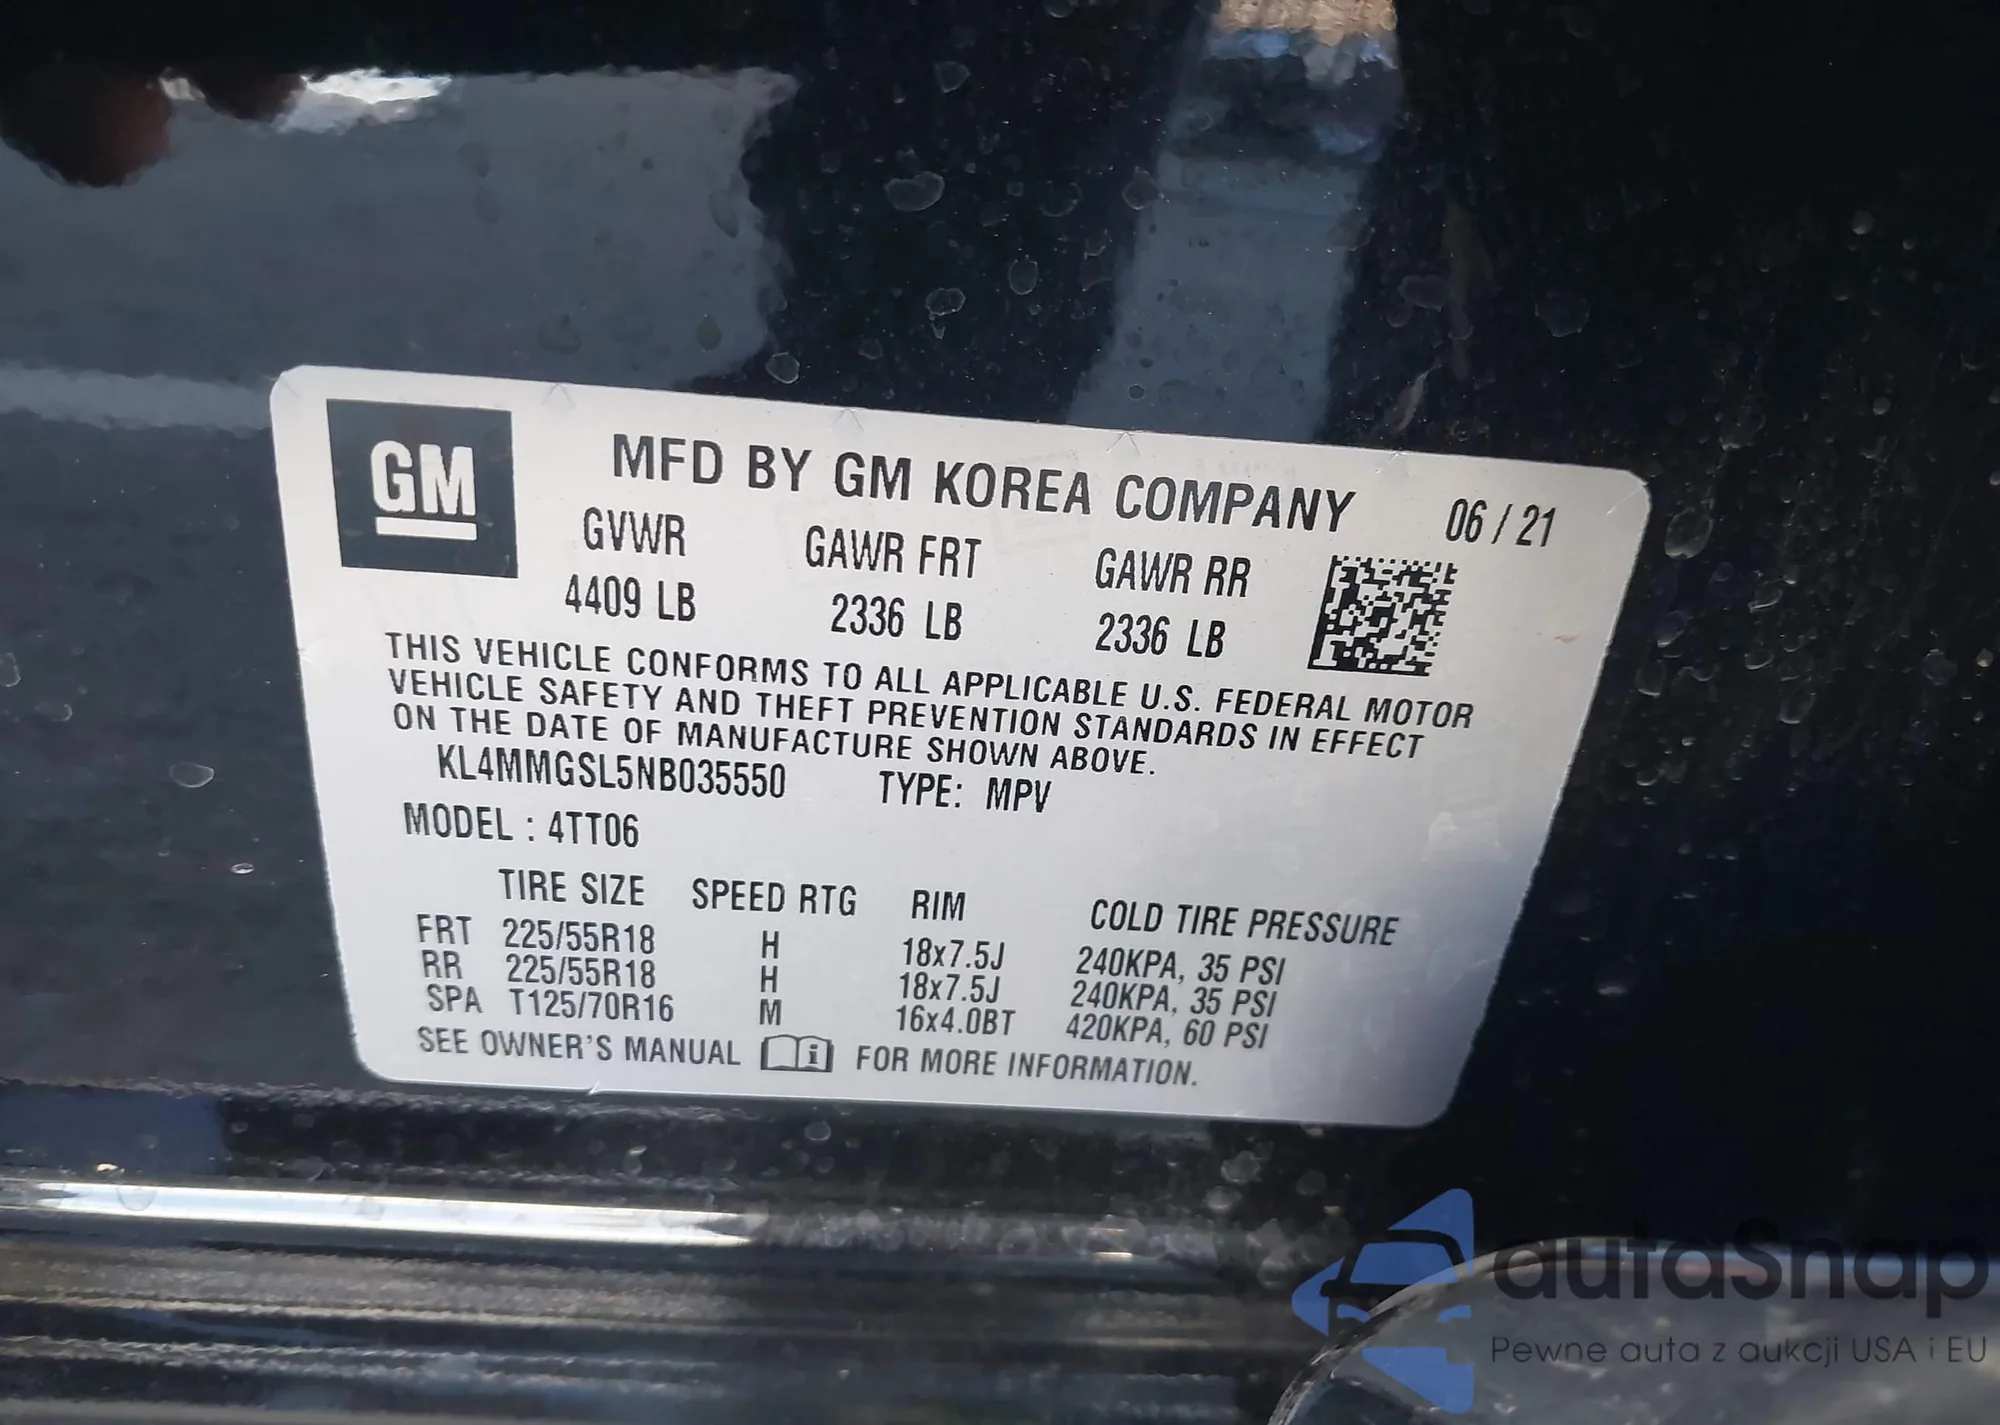 GM
MFD BY GM KOREA COMPANY 06 / 21
GVWR GAWR FRT GAWR RR
4409 LB 2336 LB 2336 LB
THIS VEHICLE CONFORMS TO ALL APPLICABLE U.S. FEDERAL MOTOR
VEHICLE SAFETY AND THEFT PREVENTION STANDARDS IN EFFECT
ON THE DATE OF MANUFACTURE SHOWN ABOVE.
KL4MMGSL5NB035550 TYPE: MPV
MODEL : 4TT06
TIRE SIZE SPEED RTG RIM COLD TIRE PRESSURE
FRT 225/55R18 H 18x7.5J 240KPA, 35 PSI
RR 225/55R18 H 18x7.5J 240KPA, 35 PSI
SPA T125/70R16 M 16x4.0BT 420KPA, 60 PSI
SEE OWNER'S MANUAL i FOR MORE INFORMATION.
autaSnap
Pewne auta z aukcji USA i EU